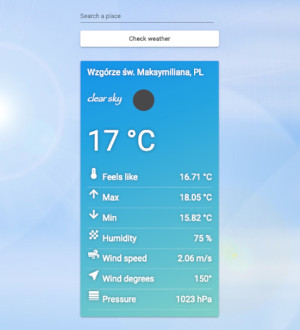 Search a place
Check weather
Wzgórze św. Maksymiliana, PL
clear sky
17 °C
Feels like 16.71 °C
Max 18.05 °C
Min 15.82 °C
Humidity 75 %
Wind speed 2.06 m/s
Wind degrees 150°
Pressure 1023 hPa